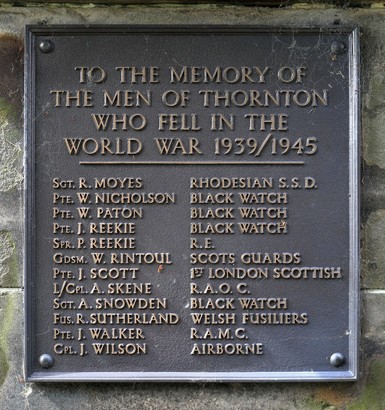 TO THE MEMORY OF
THE MEN OF THORNTON
WHO FELL IN THE
WORLD WAR 1939/1945
SGT. R. MOYES RHODESIAN S.S.D.
PTE. W. NICHOLSON BLACK WATCH
PTE. W. PATON BLACK WATCH
PTE. J. REEKIE BLACK WATCH
SPR. P. REEKIE R.E.
GDSM. W. RINTOUL SCOTS GUARDS
PTE. J. SCOTT 1ST LONDON SCOTTISH
L/CPL. A. SKENE R.A.O.C.
SGT. A. SNOWDEN BLACK WATCH
FUS. R. SUTHERLAND WELSH FUSILIERS
PTE. J. WALKER R.A.M.C.
CPL. J. WILSON AIRBORNE